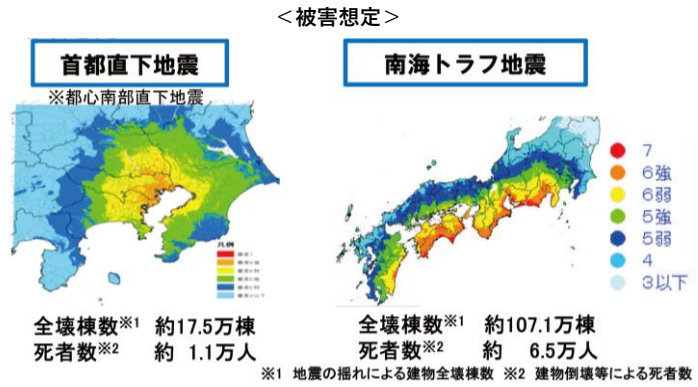 ＜被害想定＞
首都直下地震
※都心南部直下地震
凡例
全壊棟数※1 約17.5万棟
死者数※2 約 1.1万人
南海トラフ地震
7
6強
6弱
5強
5弱
4
3以下
全壊棟数※1 約107.1万棟
死者数※2 約 6.5万人
※1 地震の揺れによる建物全壊棟数 ※2 建物倒壊等による死者数